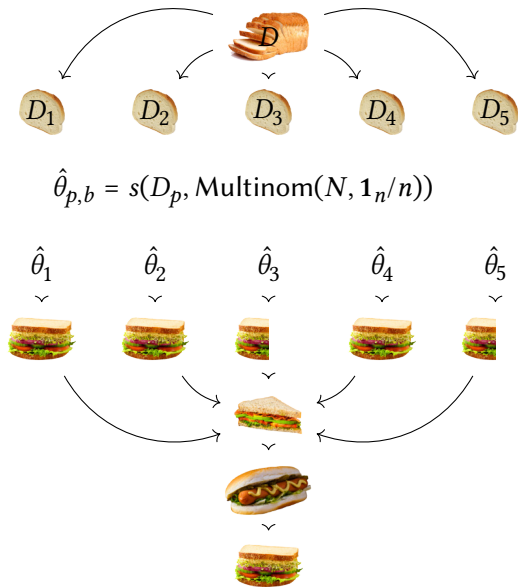 D
D₁ D₂ D₃ D₄ D₅
θ̂ₚ,b = s(Dₚ, Multinom(N, 𝟏ₙ/n))
θ̂₁ θ̂₂ θ̂₃ θ̂₄ θ̂₅